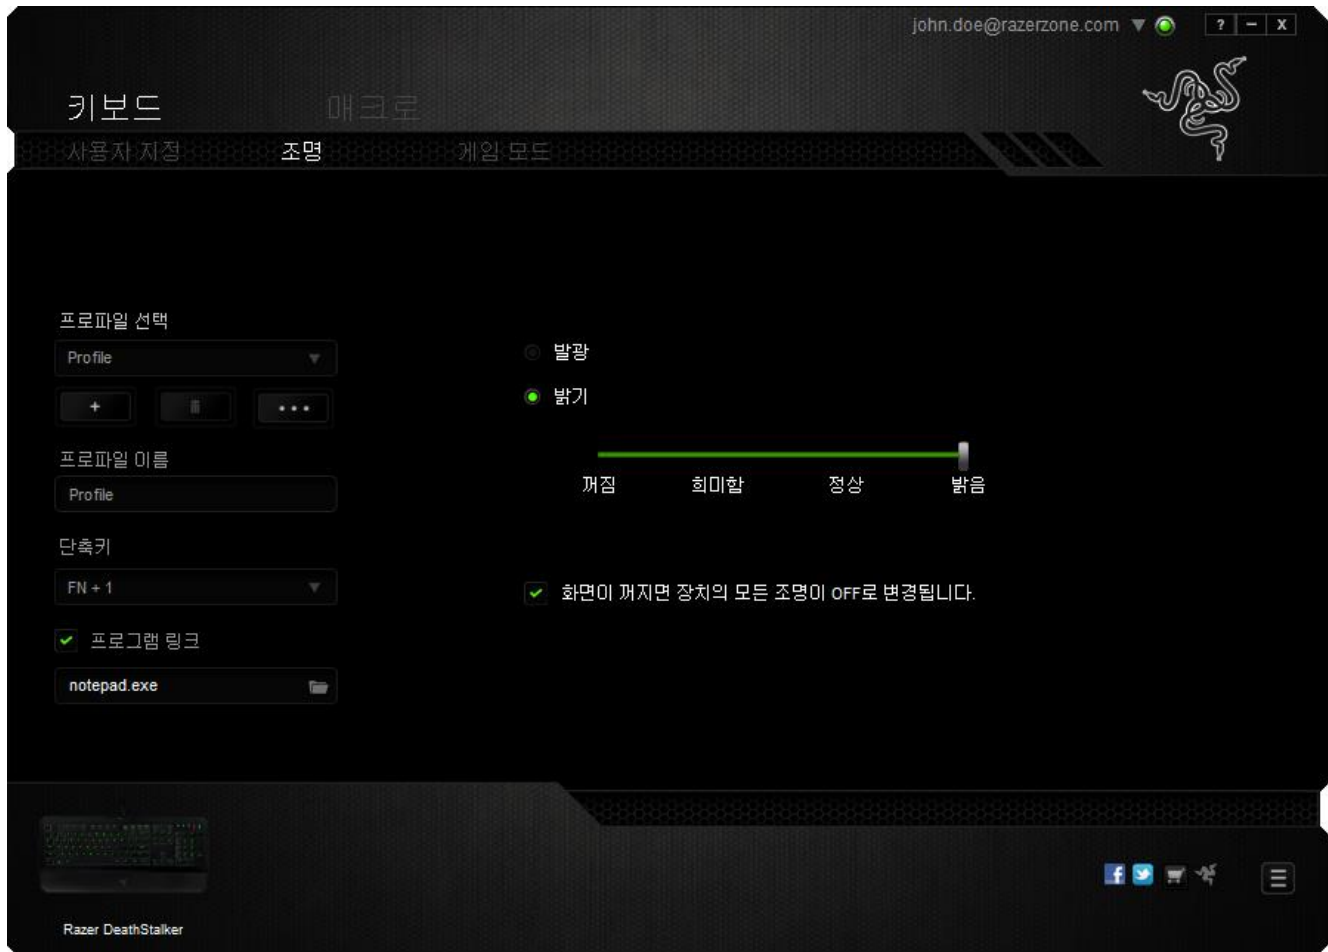 john.doe@razerzone.com
? − X
키보드 매크로
사용자 지정 조명 게임 모드
프로파일 선택
Profile
프로파일 이름
Profile
단축키
FN + 1
프로그램 링크
notepad.exe
발광
밝기
꺼짐 희미함 정상 밝음
화면이 꺼지면 장치의 모든 조명이 OFF로 변경됩니다.
Razer DeathStalker